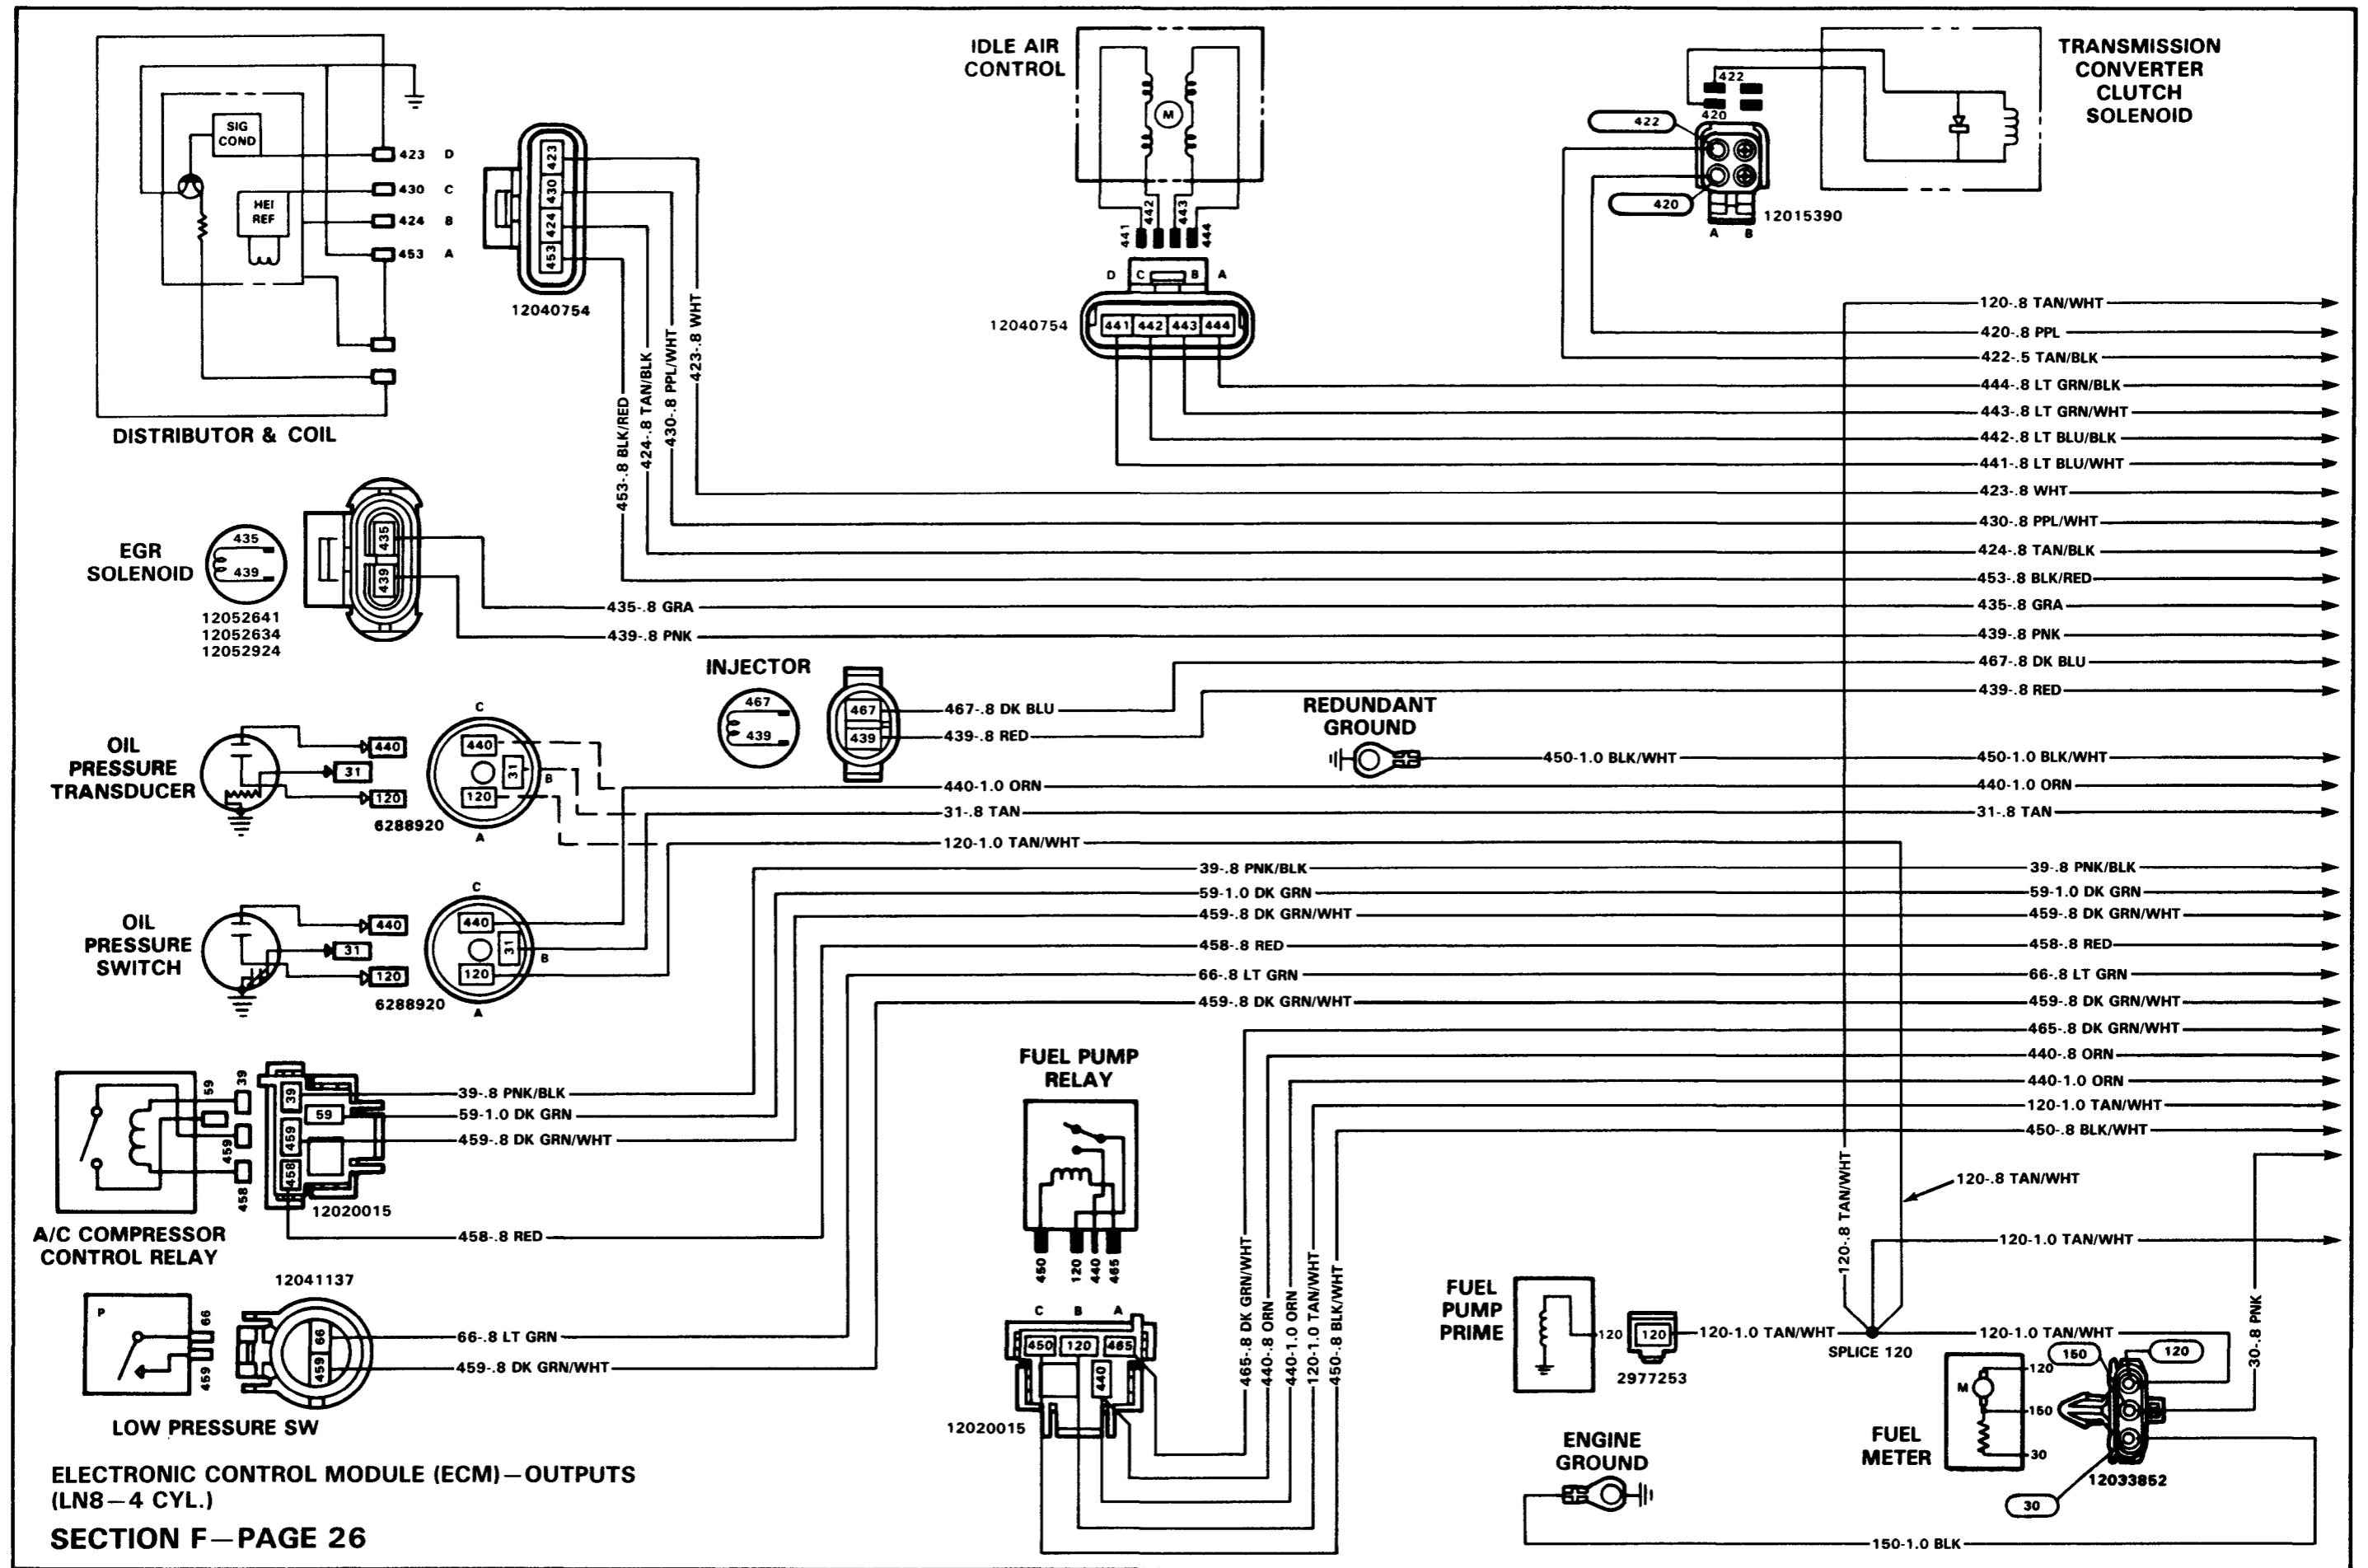 SIG
COND
HEI
REF
423 D
430 C
424 B
453 A
423
430
424
453
12040754
DISTRIBUTOR & COIL
453-.8 BLK/RED
424-.8 TAN/BLK
430-.8 PPL/WHT
423-.8 WHT
IDLE AIR
CONTROL
M
441
442
443
444
D
C
B
A
12040754
441
442
443
444
TRANSMISSION
CONVERTER
CLUTCH
SOLENOID
422
420
422
420
12015390
A
B
120-.8 TAN/WHT
420-.8 PPL
422-.5 TAN/BLK
444-.8 LT GRN/BLK
443-.8 LT GRN/WHT
442-.8 LT BLU/BLK
441-.8 LT BLU/WHT
423-.8 WHT
430-.8 PPL/WHT
424-.8 TAN/BLK
453-.8 BLK/RED
435-.8 GRA
439-.8 PNK
467-.8 DK BLU
439-.8 RED
450-1.0 BLK/WHT
440-1.0 ORN
31-.8 TAN
EGR
SOLENOID
435
439
12052641
12052634
12052924
435
439
435-.8 GRA
439-.8 PNK
INJECTOR
467
439
467
439
467-.8 DK BLU
439-.8 RED
REDUNDANT
GROUND
450-1.0 BLK/WHT
OIL
PRESSURE
TRANSDUCER
440
31
120
6288920
C
440
31
B
120
A
440-1.0 ORN
31-.8 TAN
120-1.0 TAN/WHT
OIL
PRESSURE
SWITCH
440
31
120
6288920
C
440
31
B
120
A
39-.8 PNK/BLK
59-1.0 DK GRN
459-.8 DK GRN/WHT
458-.8 RED
66-.8 LT GRN
459-.8 DK GRN/WHT
39-.8 PNK/BLK
59-1.0 DK GRN
459-.8 DK GRN/WHT
458-.8 RED
66-.8 LT GRN
459-.8 DK GRN/WHT
465-.8 DK GRN/WHT
440-.8 ORN
440-1.0 ORN
120-1.0 TAN/WHT
450-.8 BLK/WHT
59
39
459
458
39
59
459
458
12020015
39-.8 PNK/BLK
59-1.0 DK GRN
459-.8 DK GRN/WHT
458-.8 RED
A/C COMPRESSOR
CONTROL RELAY
12041137
P
66
459
66
459
66-.8 LT GRN
459-.8 DK GRN/WHT
LOW PRESSURE SW
FUEL PUMP
RELAY
450
120
440
465
C
B
A
450
120
465
440
12020015
465-.8 DK GRN/WHT
440-.8 ORN
440-1.0 ORN
120-1.0 TAN/WHT
450-.8 BLK/WHT
120-.8 TAN/WHT
120-.8 TAN/WHT
120-1.0 TAN/WHT
FUEL
PUMP
PRIME
120
120
2977253
120-1.0 TAN/WHT
SPLICE 120
120-1.0 TAN/WHT
30-.8 PNK
150
120
M
120
150
30
FUEL
METER
12033852
30
ENGINE
GROUND
150-1.0 BLK
ELECTRONIC CONTROL MODULE (ECM)—OUTPUTS
(LN8—4 CYL.)
SECTION F—PAGE 26